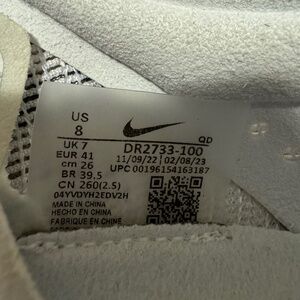 US
8
UK 7
EUR 41
cm 26
BR 39.5
CN 260(2.5)
04YVDYH2EDV2H
MADE IN CHINA
HECHO EN CHINA
FABRIQUE EN CHINE
QD
DR2733-100
11/09/22 02/08/23
UPC 00196154163187